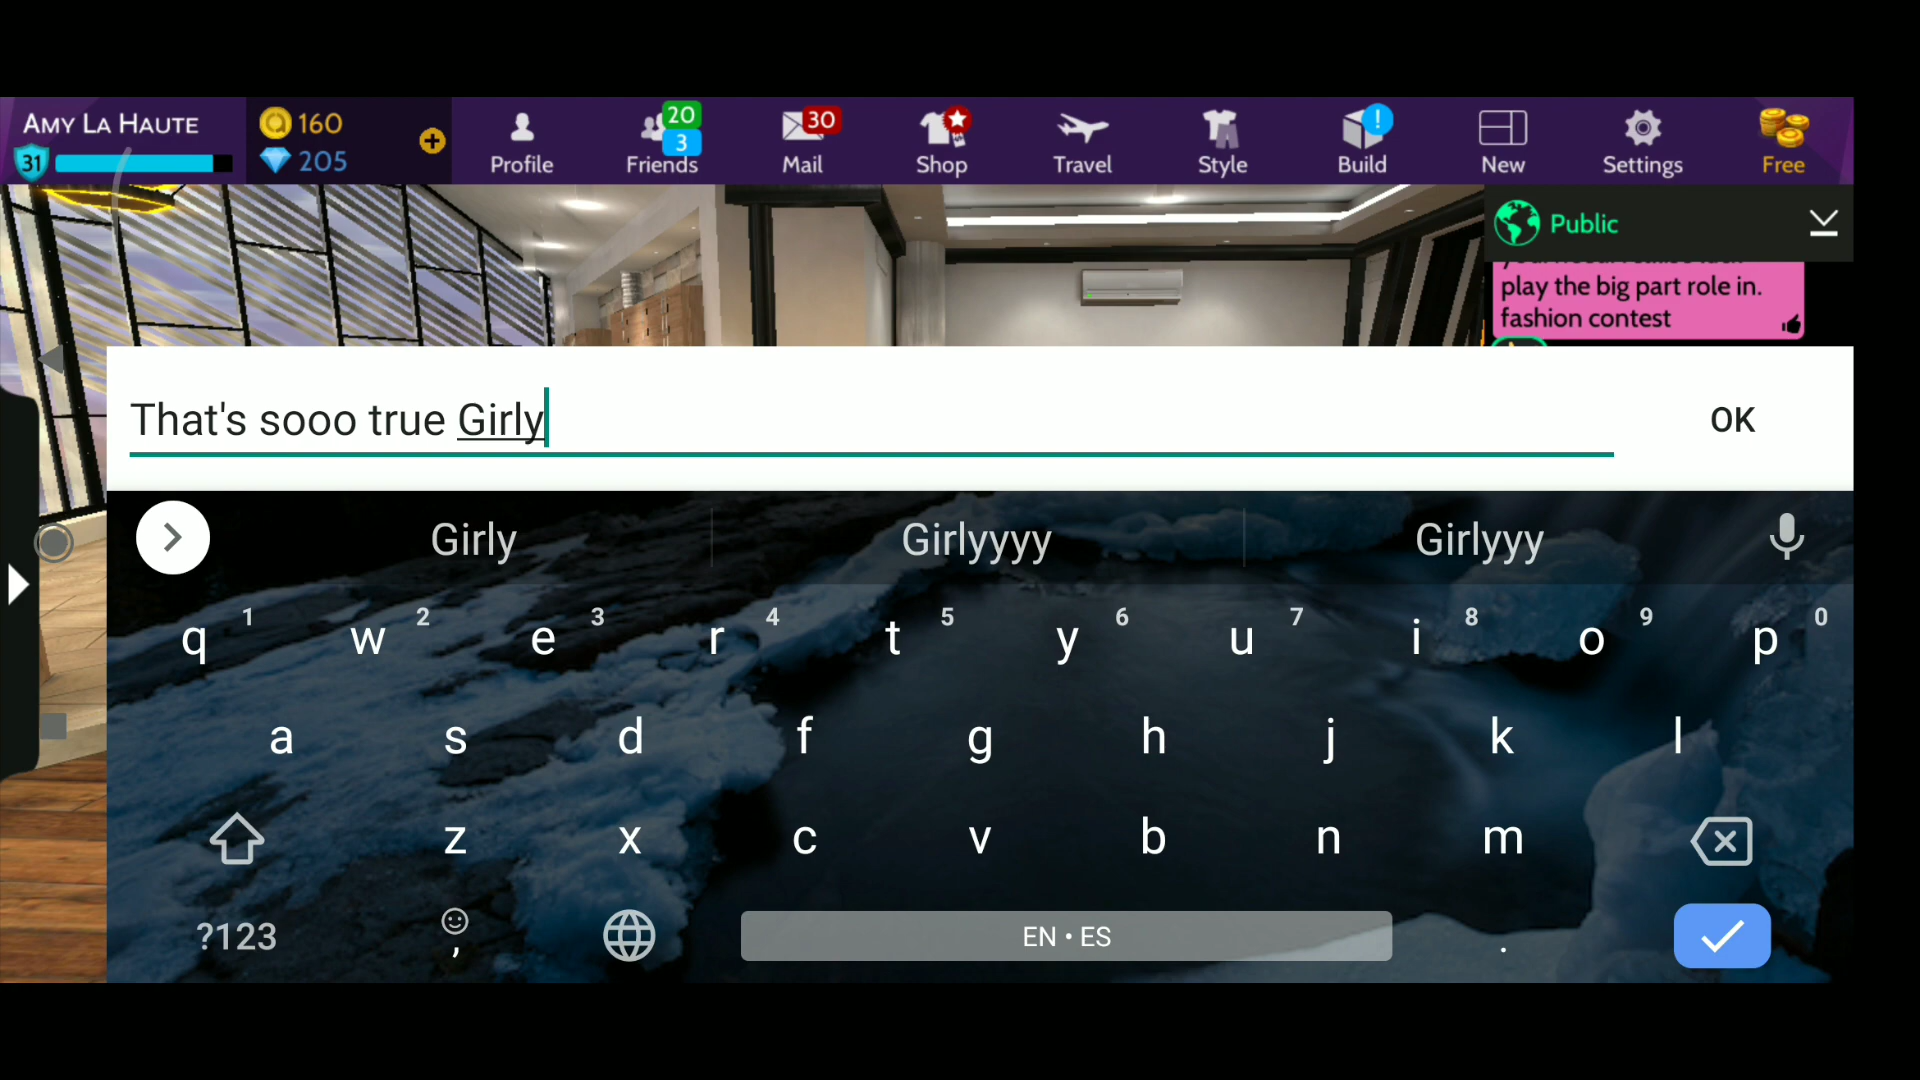 AMY LA HAUTE
31
160
205
Profile
20
3
Friends
30
Mail
Shop
Travel
Style
!
Build
New
Settings
Free
Public
play the big part role in.
fashion contest
That's sooo true Girly
OK
Girly Girlyyyy Girlyyy
q 1 w 2 e 3 r 4 t 5 y 6 u 7 i 8 o 9 p 0
a s d f g h j k l
z x c v b n m
?123 , EN • ES .